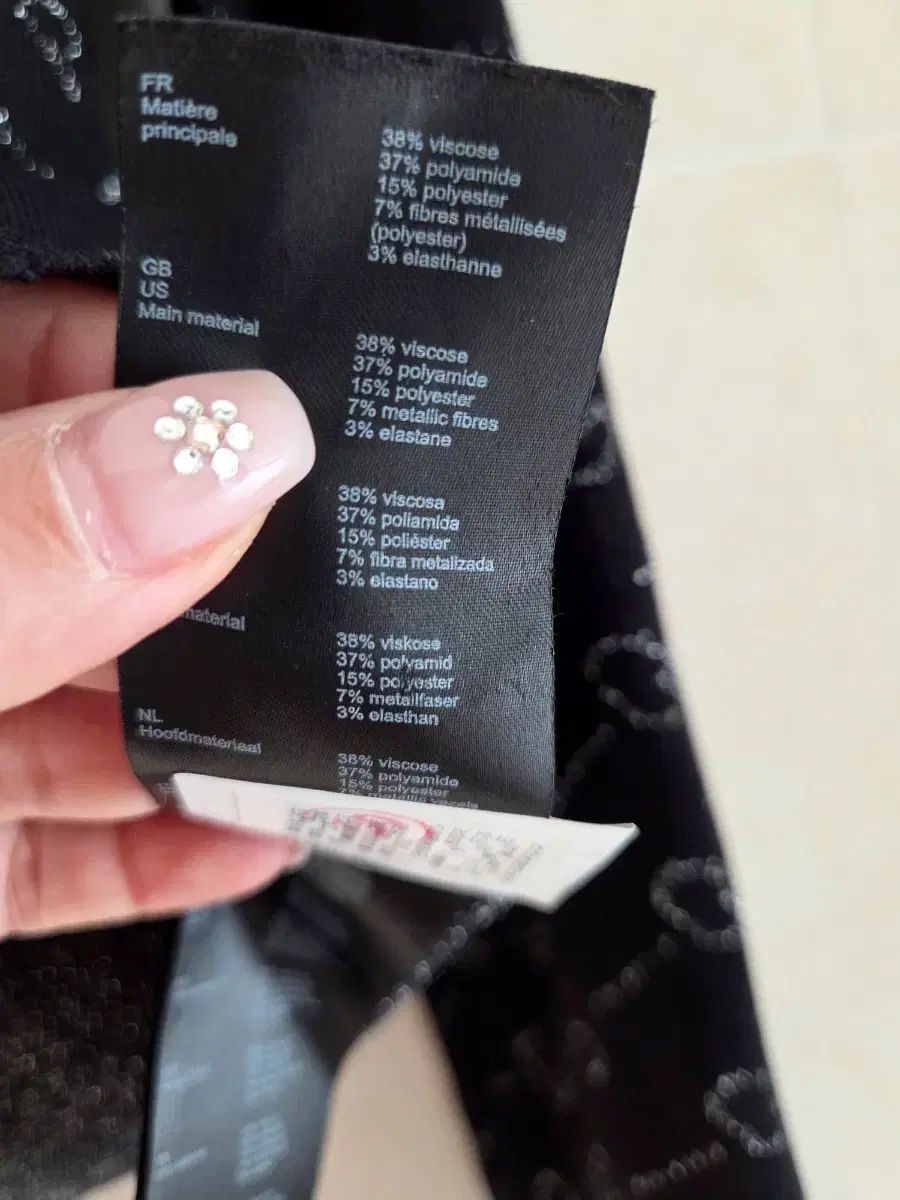 FR
Matière
principale
38% viscose
37% polyamide
15% polyester
7% fibres métallisées
(polyester)
3% elasthanne
GB
US
Main material
38% viscose
37% polyamide
15% polyester
7% metallic fibres
3% elastane
38% viscosa
37% poliamida
15% poliéster
7% fibra metalizada
3% elastano
material
38% viskose
37% polyamid
15% polyester
7% metallfaser
3% elasthan
NL
Hoofdmateriaal
38% viscose
37% polyamide
15% polyester
7% metallic vezels